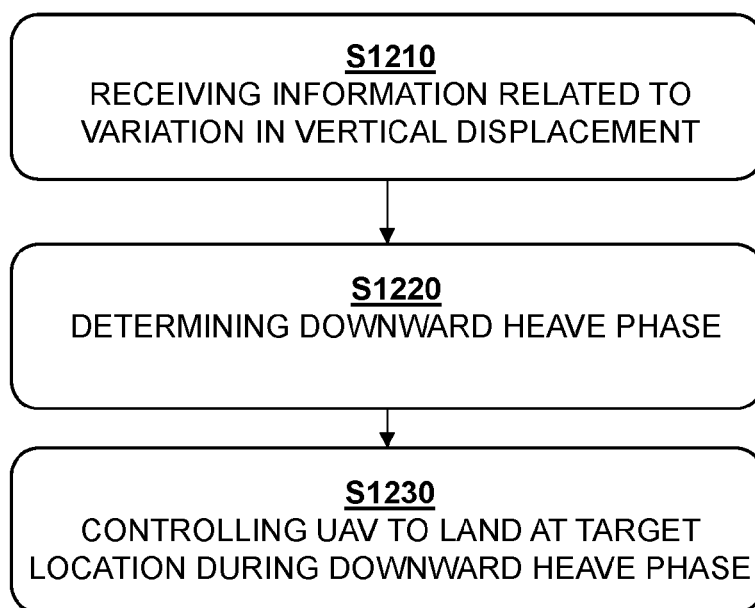 S1210
RECEIVING INFORMATION RELATED TO
VARIATION IN VERTICAL DISPLACEMENT
S1220
DETERMINING DOWNWARD HEAVE PHASE
S1230
CONTROLLING UAV TO LAND AT TARGET
LOCATION DURING DOWNWARD HEAVE PHASE